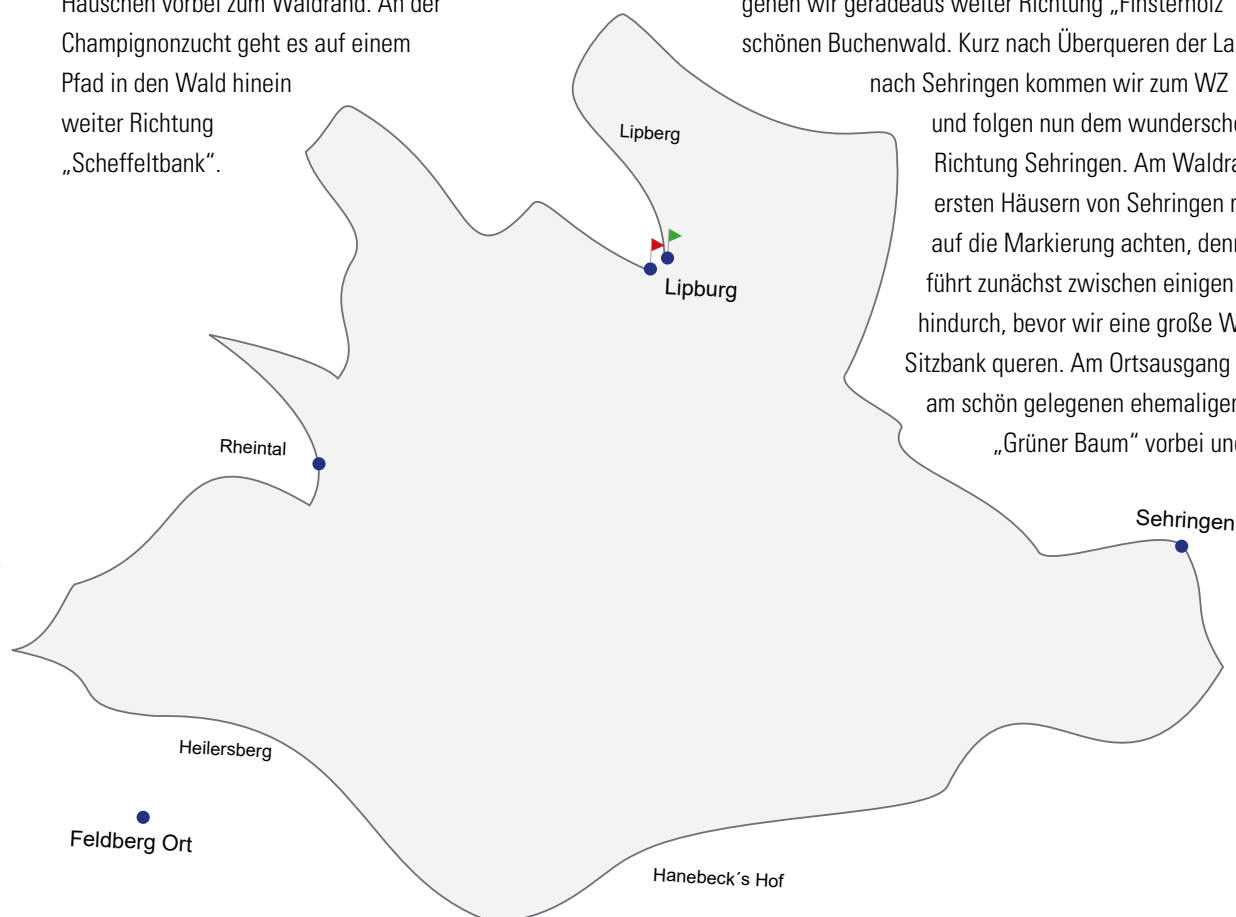 Häuschen vorbei zum Waldrand. An der
Champignonzucht geht es auf einem
Pfad in den Wald hinein
weiter Richtung
„Scheffeltbank“.
gehen wir geradeaus weiter Richtung „Finsterholz
schönen Buchenwald. Kurz nach Überqueren der La
nach Sehringen kommen wir zum WZ
und folgen nun dem wundersch
Richtung Sehringen. Am Waldra
ersten Häusern von Sehringen
auf die Markierung achten, den
führt zunächst zwischen einigen
hindurch, bevor wir eine große W
Sitzbank queren. Am Ortsausgang
am schön gelegenen ehemaliger
„Grüner Baum“ vorbei un
Lipberg
Lipburg
Rheintal
Sehringen
Heilersberg
Feldberg Ort
Hanebeck´s Hof